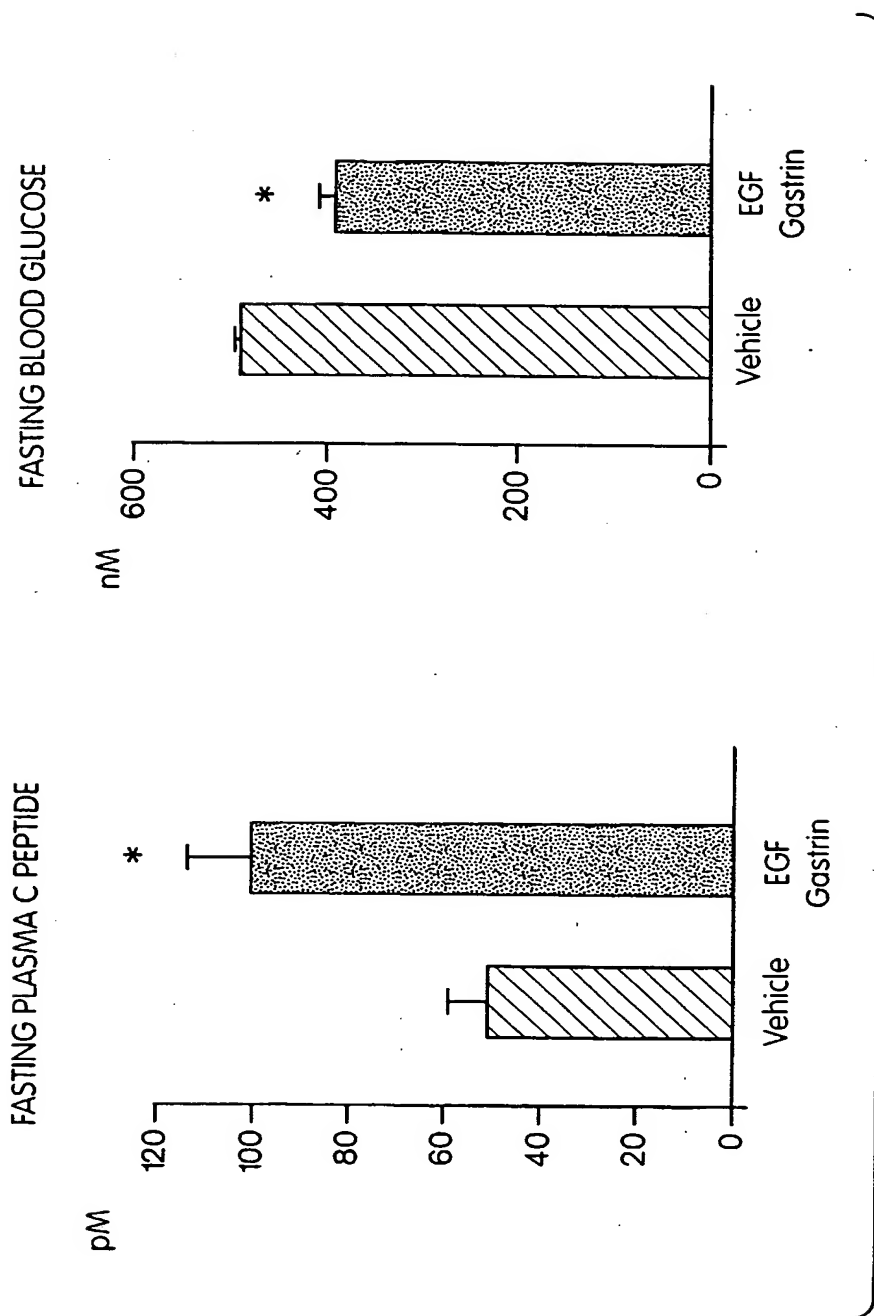 FASTING PLASMA C PEPTIDE
pM
120
100
80
60
40
20
0
*
Vehicle
EGF
Gastrin
FASTING BLOOD GLUCOSE
nM
600
400
200
0
*
Vehicle
EGF
Gastrin